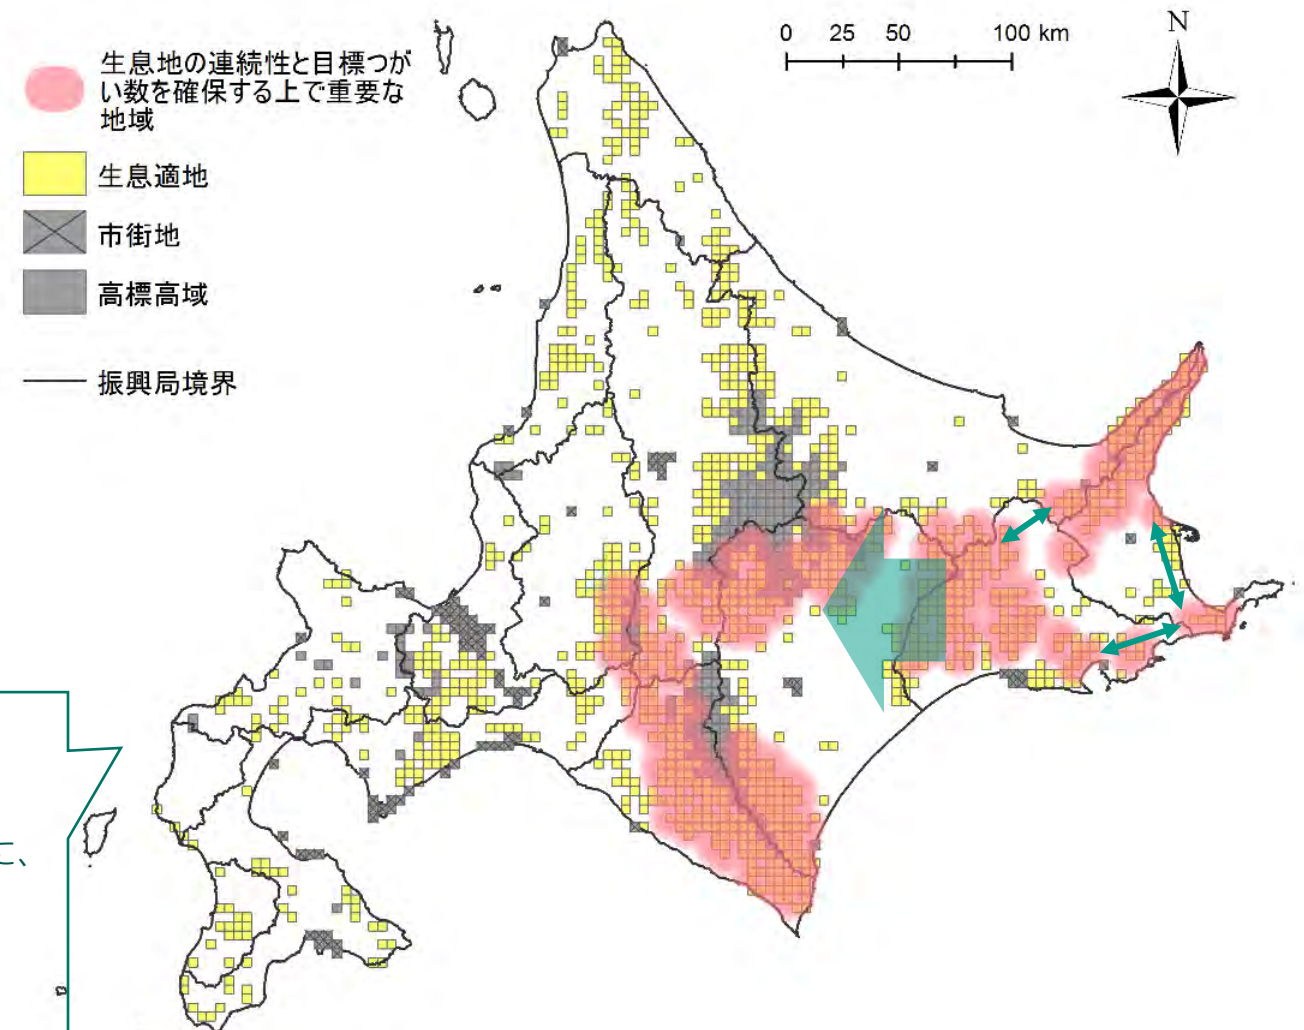 生息地の連続性と目標つが
い数を確保する上で重要な
地域
生息適地
市街地
高標高域
振興局境界
0 25 50 100 km
N
に、